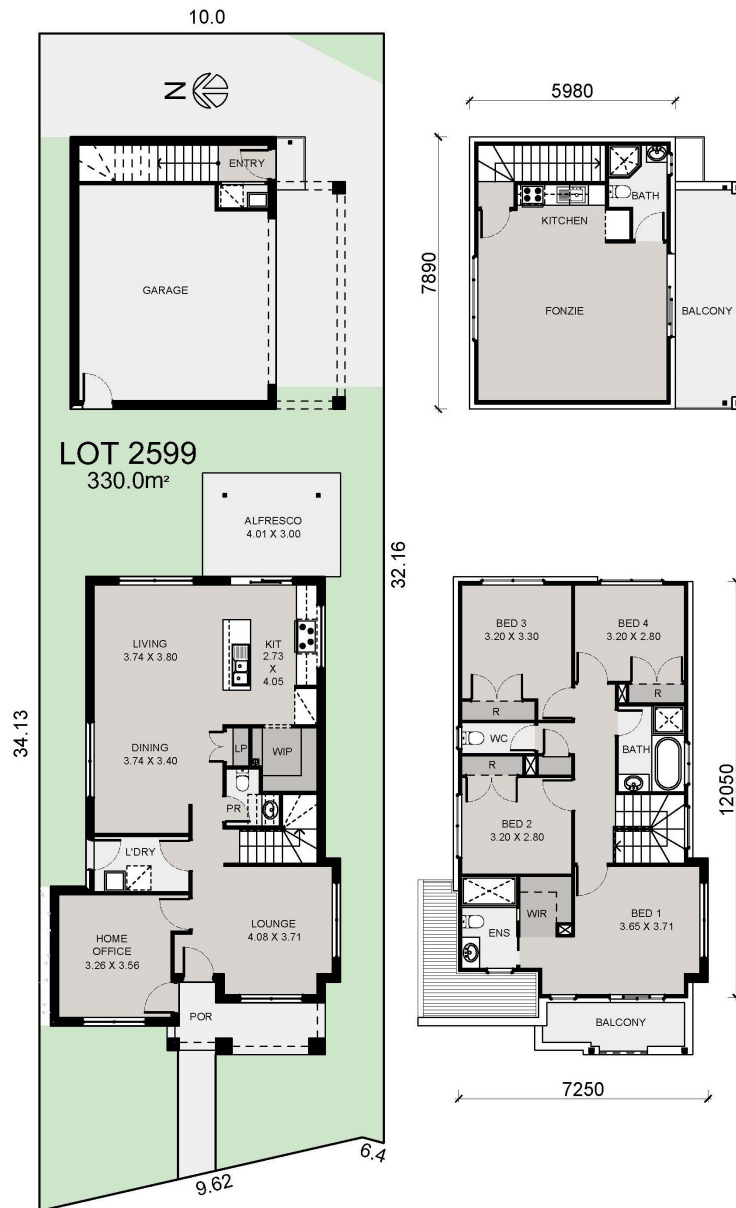 10.0
N
ENTRY
GARAGE
LOT 2599
330.0m²
ALFRESCO
4.01 X 3.00
32.16
34.13
LIVING
3.74 X 3.80
KIT
2.73
X
4.05
DINING
3.74 X 3.40
LP
WIP
PR
L'DRY
LOUNGE
4.08 X 3.71
HOME
OFFICE
3.26 X 3.56
POR
9.62
6.4
5980
7890
BATH
KITCHEN
FONZIE
BALCONY
BED 3
3.20 X 3.30
BED 4
3.20 X 2.80
R
R
WC
BATH
R
BED 2
3.20 X 2.80
12050
WIR
ENS
BED 1
3.65 X 3.71
BALCONY
7250